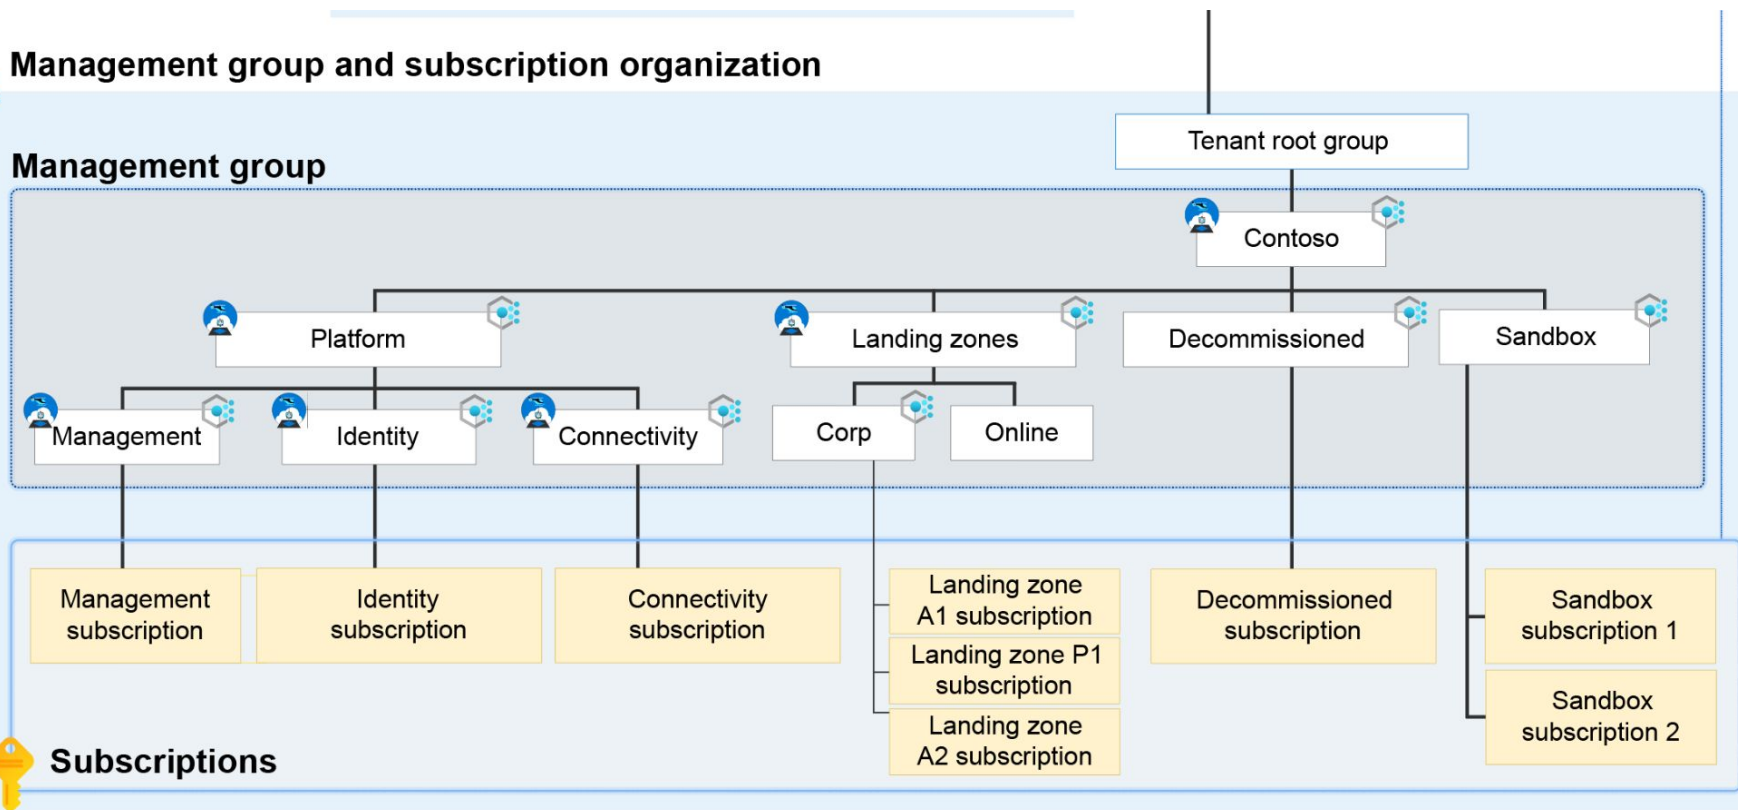 Management group and subscription organization
Tenant root group
Management group
Contoso
Platform
Landing zones
Decommissioned
Sandbox
Management
Identity
Connectivity
Corp
Online
Management
subscription
Identity
subscription
Connectivity
subscription
Landing zone
A1 subscription
Landing zone P1
subscription
Landing zone
A2 subscription
Decommissioned
subscription
Sandbox
subscription 1
Sandbox
subscription 2
Subscriptions